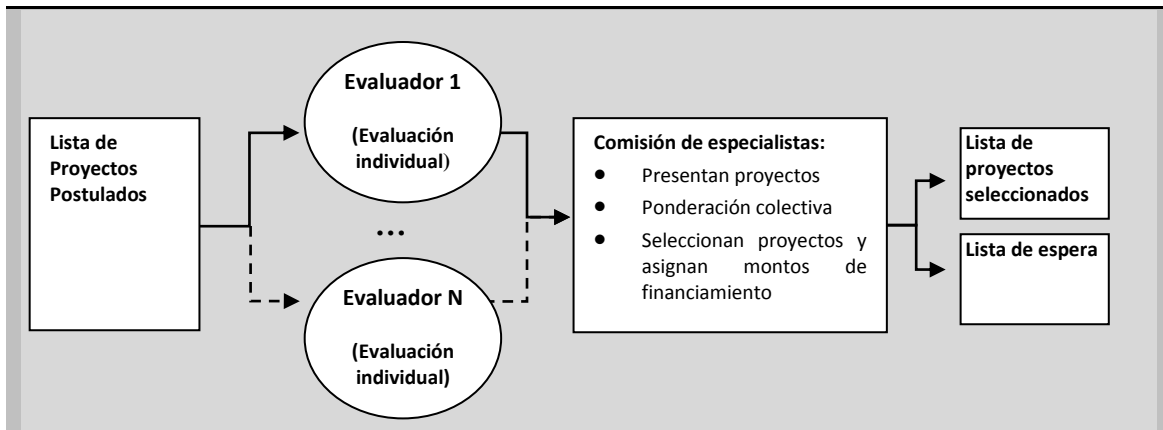 Lista de
Proyectos
Postulados
Evaluador 1
(Evaluación
individual)
...
Evaluador N
(Evaluación
individual)
Comisión de especialistas:
● Presentan proyectos
● Ponderación colectiva
● Seleccionan proyectos y
asignan montos de
financiamiento
Lista de
proyectos
seleccionados
Lista de espera